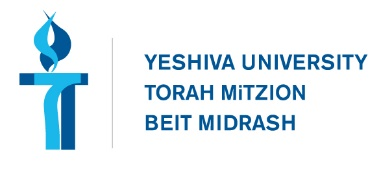 YESHIVA UNIVERSITY
TORAH MiTZION
BEIT MIDRASH